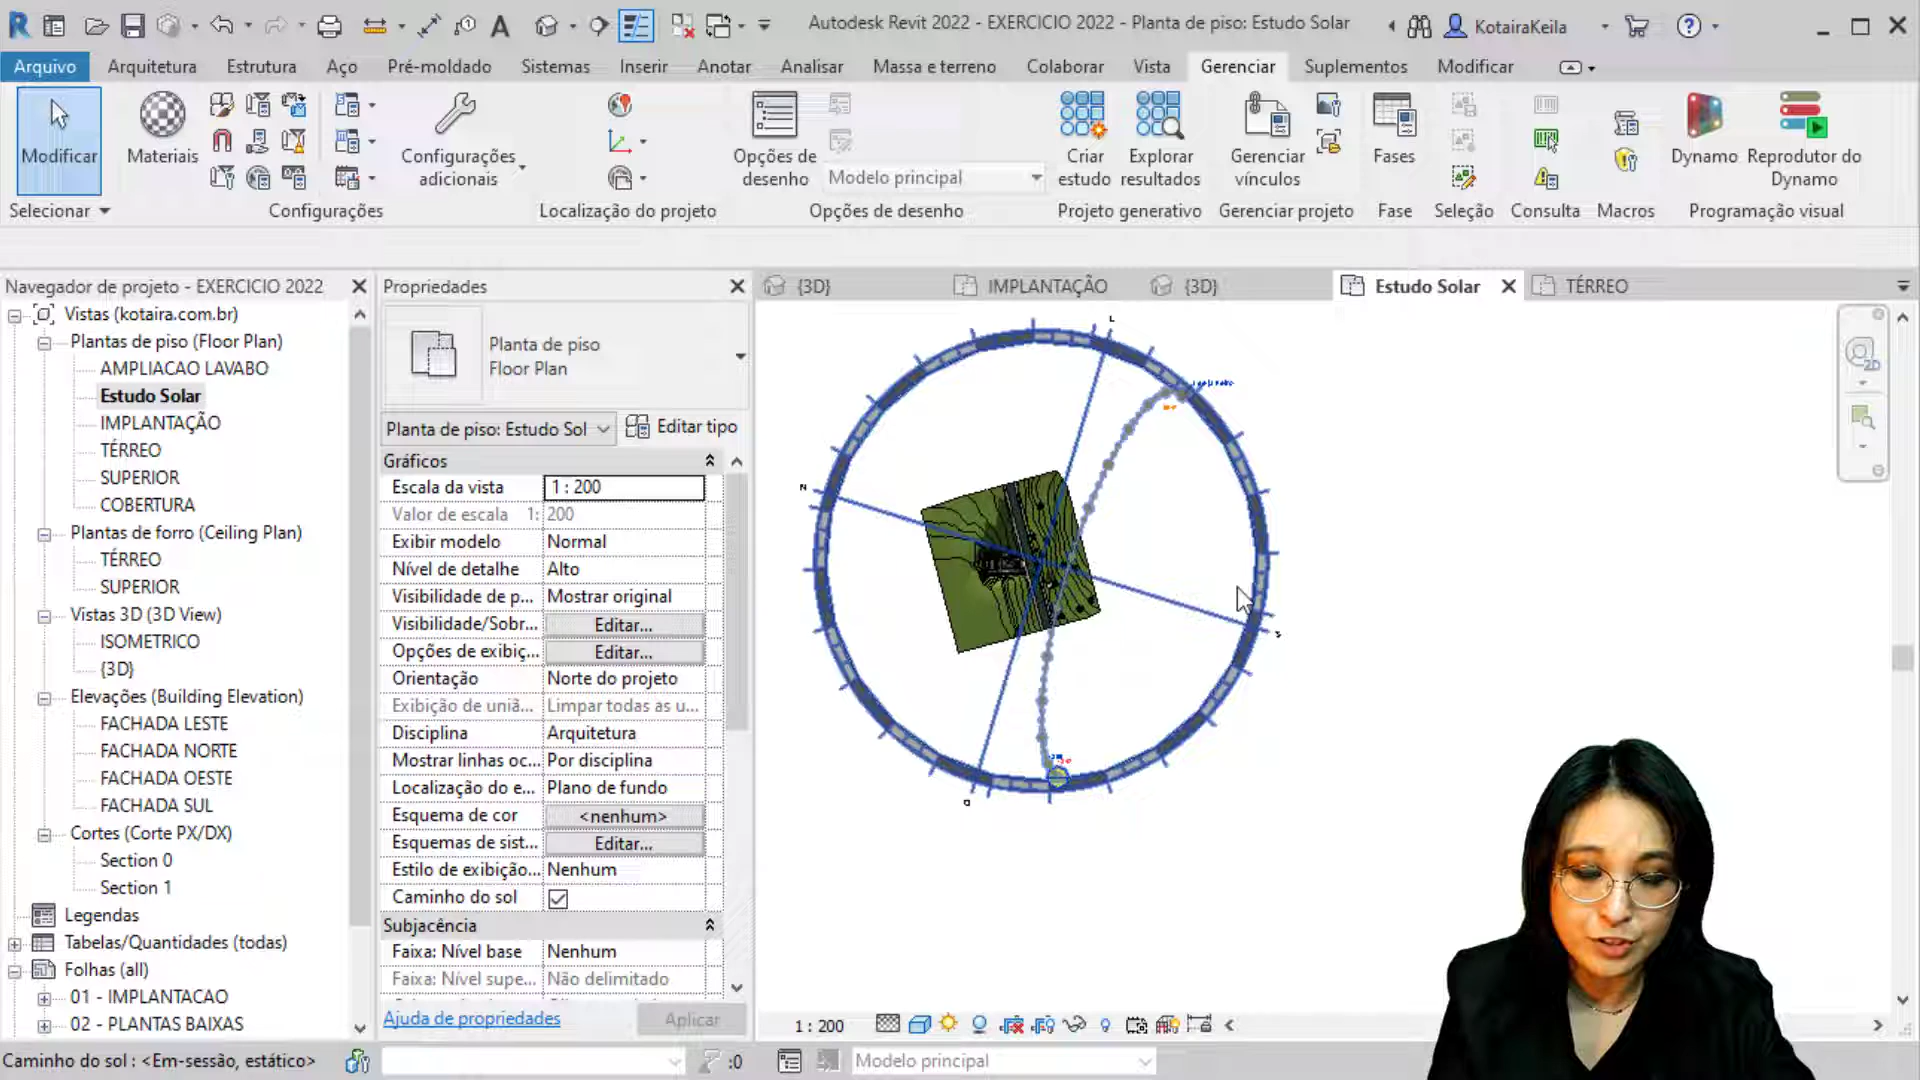 Autodesk Revit 2022 - EXERCICIO 2022 - Planta de piso: Estudo Solar
KotairaKeila
Arquivo
Arquitetura
Estrutura
Aço
Pré-moldado
Sistemas
Inserir
Anotar
Analisar
Massa e terreno
Colaborar
Vista
Gerenciar
Suplementos
Modificar
Modificar
Materiais
Configurações
adicionais
Opções de
desenho
Modelo principal
Criar
estudo
Explorar
resultados
Gerenciar
vínculos
Fases
Dynamo
Reprodutor do
Dynamo
Selecionar
Configurações
Localização do projeto
Opções de desenho
Projeto generativo
Gerenciar projeto
Fase
Seleção
Consulta
Macros
Programação visual
Navegador de projeto - EXERCICIO 2022
Vistas (kotaira.com.br)
Plantas de piso (Floor Plan)
AMPLIACAO LAVABO
Estudo Solar
IMPLANTAÇÃO
TÉRREO
SUPERIOR
COBERTURA
Plantas de forro (Ceiling Plan)
TÉRREO
SUPERIOR
Vistas 3D (3D View)
ISOMETRICO
{3D}
Elevações (Building Elevation)
FACHADA LESTE
FACHADA NORTE
FACHADA OESTE
FACHADA SUL
Cortes (Corte PX/DX)
Section 0
Section 1
Legendas
Tabelas/Quantidades (todas)
Folhas (all)
01 - IMPLANTACAO
02 - PLANTAS BAIXAS
Propriedades
Planta de piso
Floor Plan
Planta de piso: Estudo Sol
Editar tipo
Gráficos
Escala da vista 1 : 200
Valor de escala 1: 200
Exibir modelo Normal
Nível de detalhe Alto
Visibilidade de p... Mostrar original
Visibilidade/Sobr... Editar...
Opções de exibiç... Editar...
Orientação Norte do projeto
Exibição de uniã... Limpar todas as u...
Disciplina Arquitetura
Mostrar linhas oc... Por disciplina
Localização do e... Plano de fundo
Esquema de cor <nenhum>
Esquemas de sist... Editar...
Estilo de exibição... Nenhum
Caminho do sol
Subjacência
Faixa: Nível base Nenhum
Faixa: Nível supe... Não delimitado
Ajuda de propriedades
Aplicar
{3D}
IMPLANTAÇÃO
{3D}
Estudo Solar
TÉRREO
L
N
S
O
2D
1 : 200
Caminho do sol : <Em-sessão, estático>
:0
Modelo principal